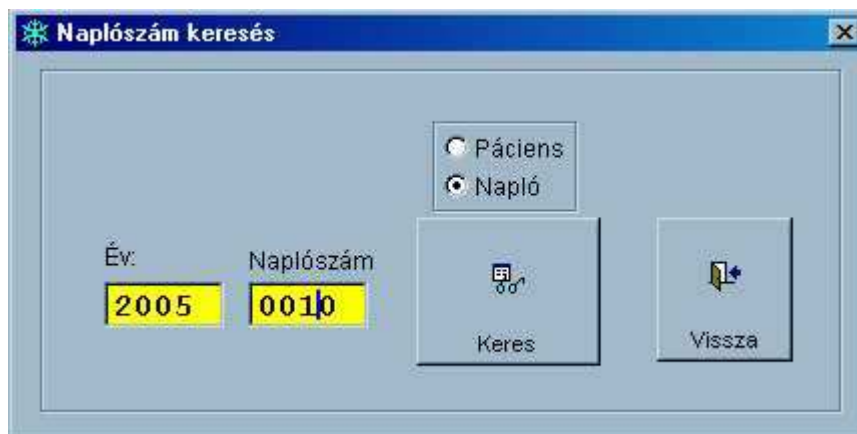 Naplószám keresés
Páciens
Napló
Év:
Naplószám
2005
0010
Keres
Vissza